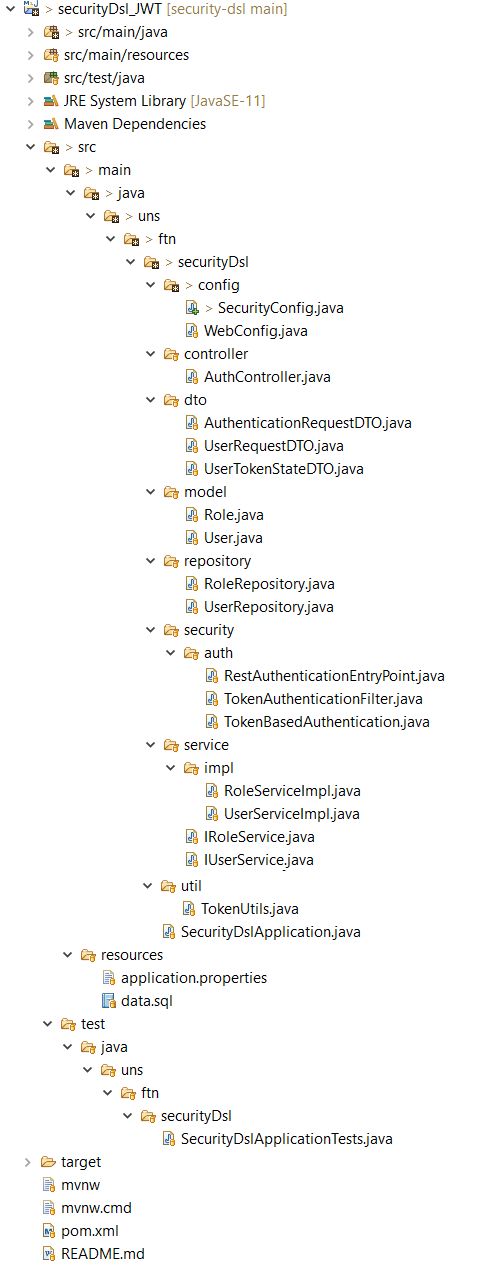 > securityDsl_JWT [security-dsl main]
> src/main/java
> src/main/resources
> src/test/java
JRE System Library [JavaSE-11]
Maven Dependencies
> src
> main
> java
> uns
> ftn
> securityDsl
> config
> SecurityConfig.java
WebConfig.java
controller
AuthController.java
dto
AuthenticationRequestDTO.java
UserRequestDTO.java
UserTokenStateDTO.java
model
Role.java
User.java
repository
RoleRepository.java
UserRepository.java
security
auth
RestAuthenticationEntryPoint.java
TokenAuthenticationFilter.java
TokenBasedAuthentication.java
service
impl
RoleServiceImpl.java
UserServiceImpl.java
IRoleService.java
IUserService.java
util
TokenUtils.java
SecurityDslApplication.java
resources
application.properties
data.sql
test
java
uns
ftn
securityDsl
SecurityDslApplicationTests.java
target
mvnw
mvnw.cmd
pom.xml
README.md